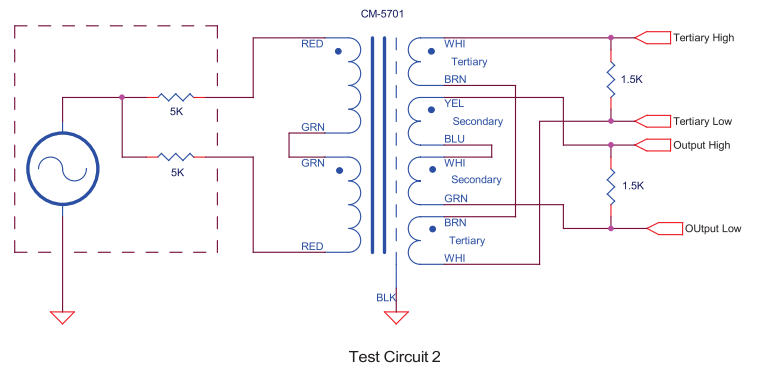 CM-5701
RED
WHI
Tertiary High
Tertiary
1.5K
BRN
5K
YEL
GRN
Secondary
Tertiary Low
BLU
Output High
GRN
WHI
5K
Secondary
1.5K
GRN
BRN
OUtput Low
RED
Tertiary
WHI
BLK
Test Circuit 2